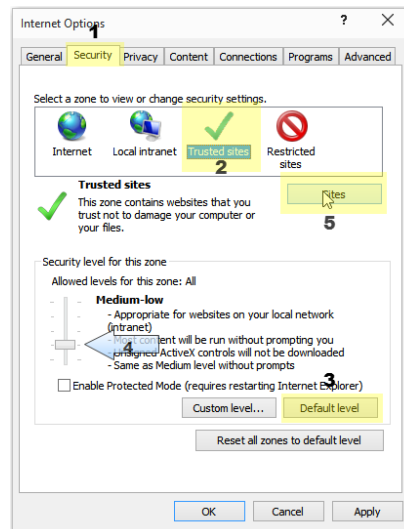 Internet Options ? X
1
General Security Privacy Content Connections Programs Advanced
Select a zone to view or change security settings.
Internet Local intranet Trusted sites Restricted sites
2
Trusted sites
Sites
This zone contains websites that you
trust not to damage your computer or
your files.
5
Security level for this zone
Allowed levels for this zone: All
Medium-low
- Appropriate for websites on your local network
(intranet)
- Most content will be run without prompting you
4
- Unsigned ActiveX controls will not be downloaded
- Same as Medium level without prompts
3
Enable Protected Mode (requires restarting Internet Explorer)
Custom level... Default level
Reset all zones to default level
OK Cancel Apply